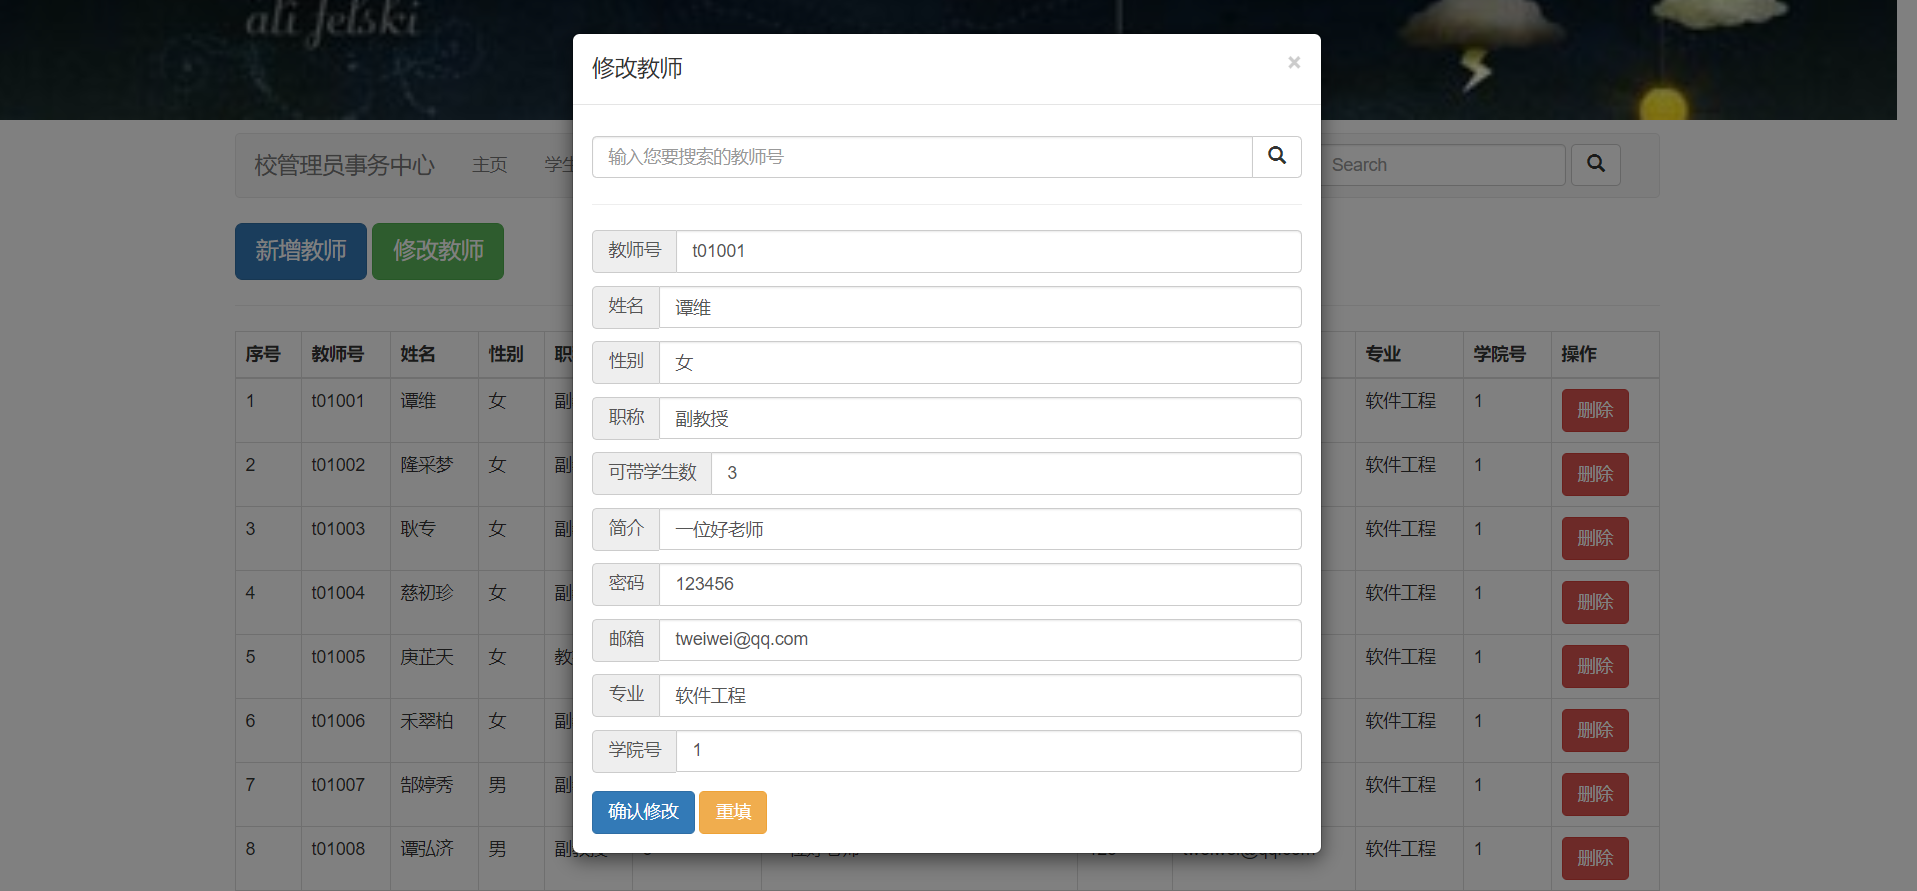 ali felski
修改教师
×
输入您要搜索的教师号
校管理员事务中心 主页 学生
Search
新增教师 修改教师
教师号 t01001
姓名 谭维
性别 女
职称 副教授
可带学生数 3
简介 一位好老师
密码 123456
邮箱 tweiwei@qq.com
专业 软件工程
学院号 1
确认修改 重填
序号 教师号 姓名 性别 职 专业 学院号 操作
1 t01001 谭维 女 副 软件工程 1 删除
2 t01002 隆采梦 女 副 软件工程 1 删除
3 t01003 耿专 女 副 软件工程 1 删除
4 t01004 慈初珍 女 副 软件工程 1 删除
5 t01005 庚芷天 女 教 软件工程 1 删除
6 t01006 禾翠柏 女 副 软件工程 1 删除
7 t01007 郜婷秀 男 副 软件工程 1 删除
8 t01008 谭弘济 男 副教授 软件工程 1 删除